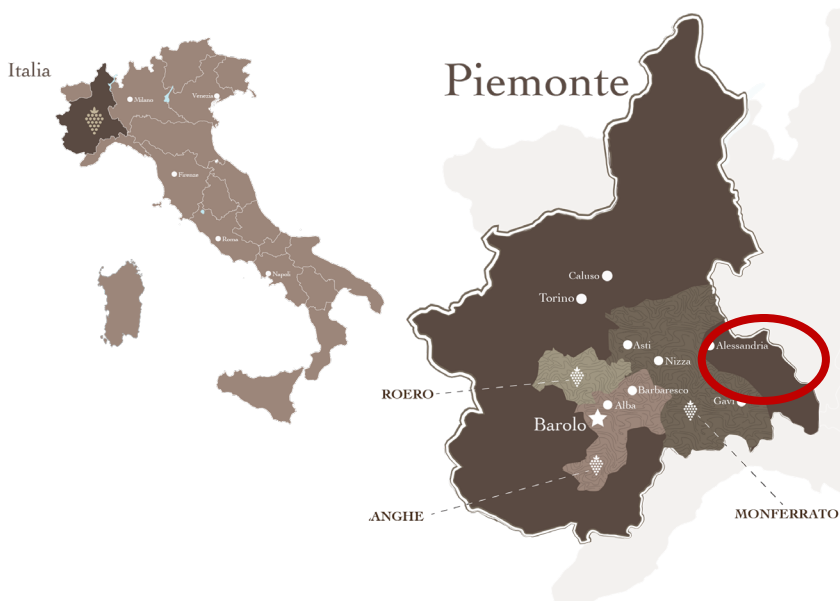 Italia
Milano
Venezia
Firenze
Roma
Napoli
Piemonte
Caluso
Torino
Asti
Alessandria
Nizza
ROERO
Barbaresco
Alba
Gavi
Barolo
ANGHE
MONFERRATO